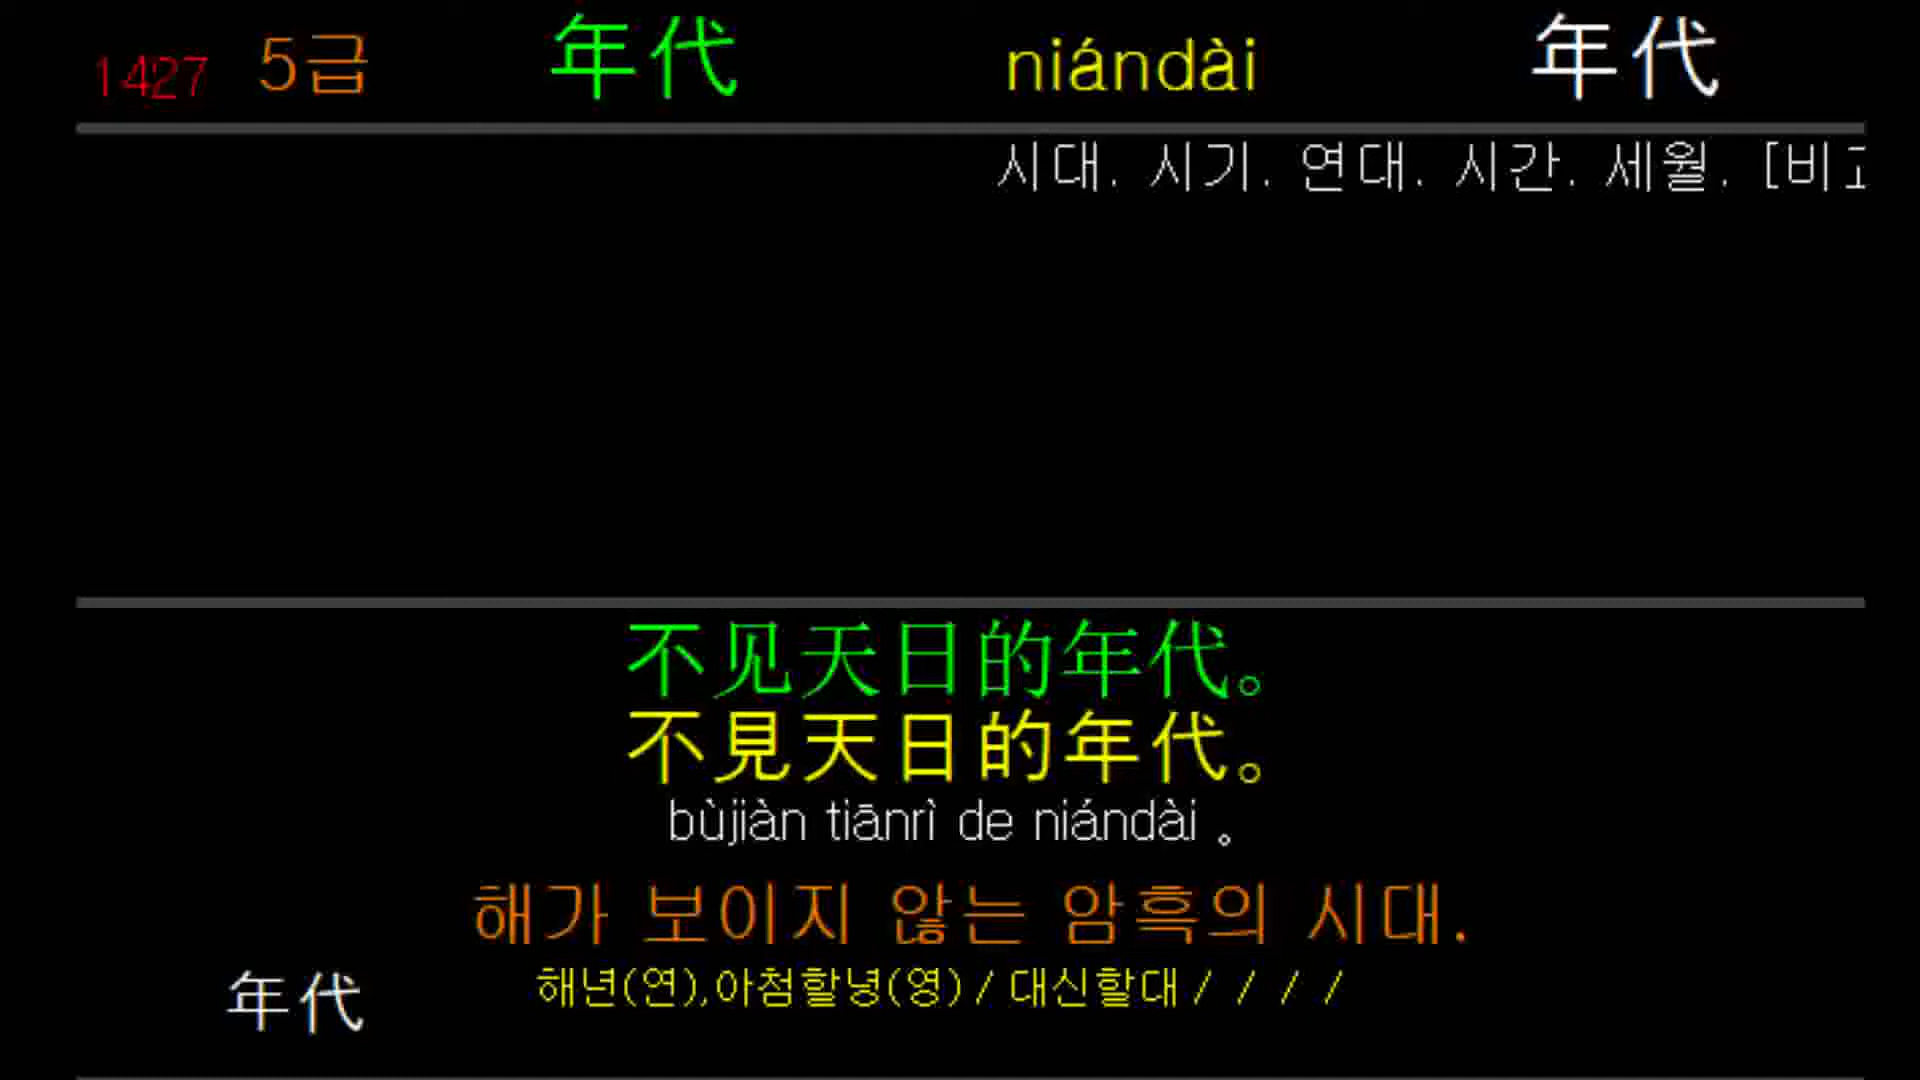 1427 5급 年代 niándài 年代
시대. 시기. 연대. 시간. 세월. [비
不见天日的年代。
不見天日的年代。
bùjiàn tiānrì de niándài 。
해가 보이지 않는 암흑의 시대.
年代 해년(연),아첨할녕(영) / 대신할대 / / / /